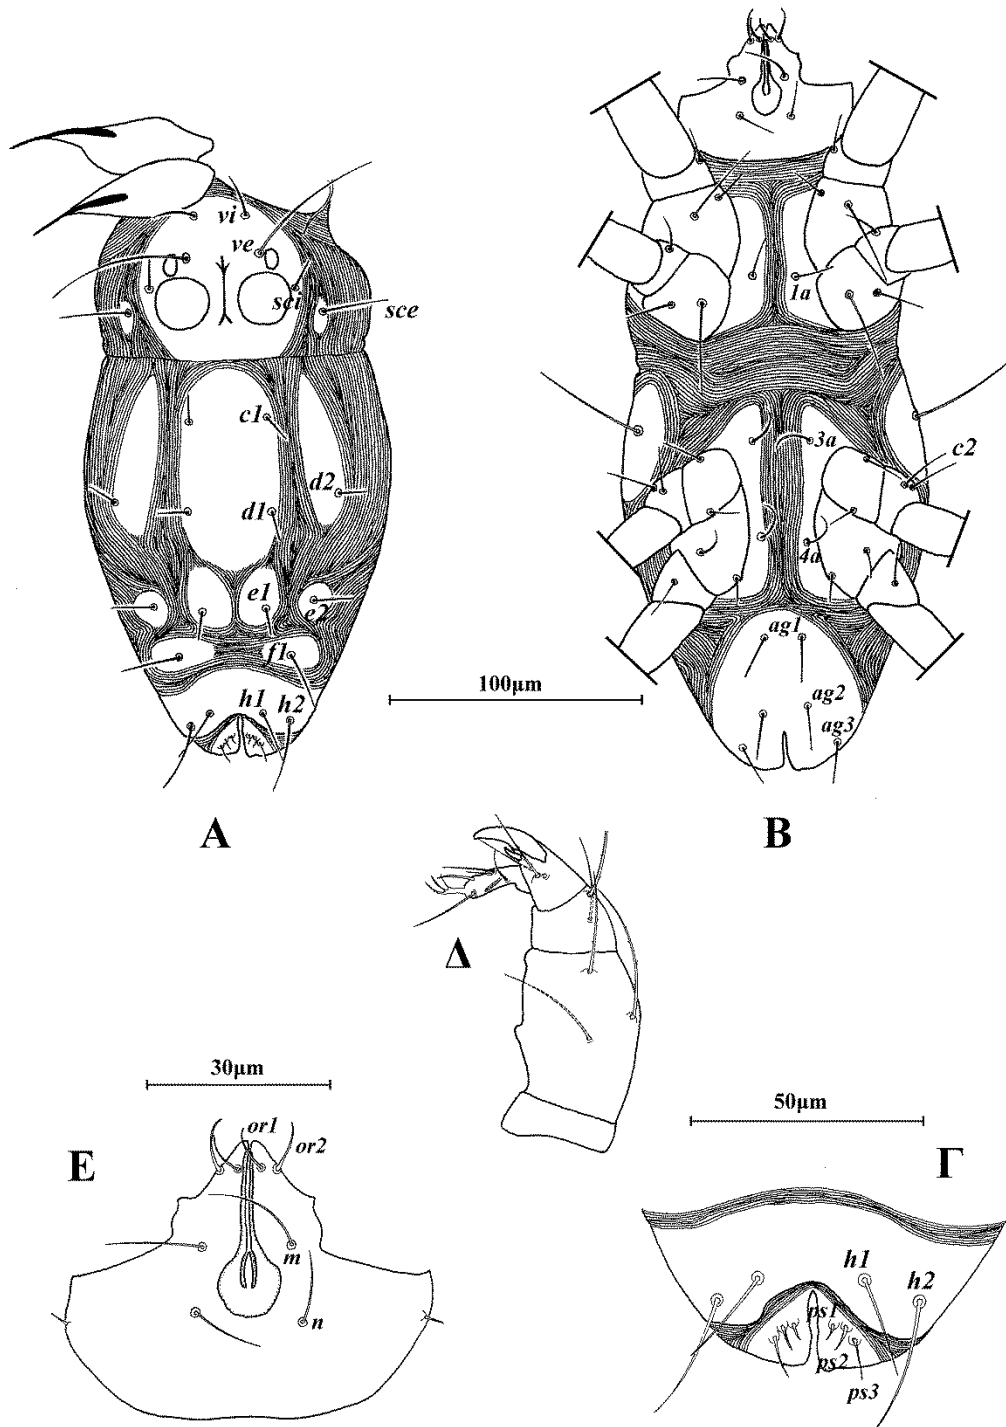 vi
ve
sci
sce
c1
d2
d1
e1
e2
f1
h1
h2
A
1a
3a
c2
4a
ag1
ag2
ag3
B
100μm
Δ
30μm
or1
or2
E
m
n
50μm
Γ
h1
h2
ps1
ps2
ps3